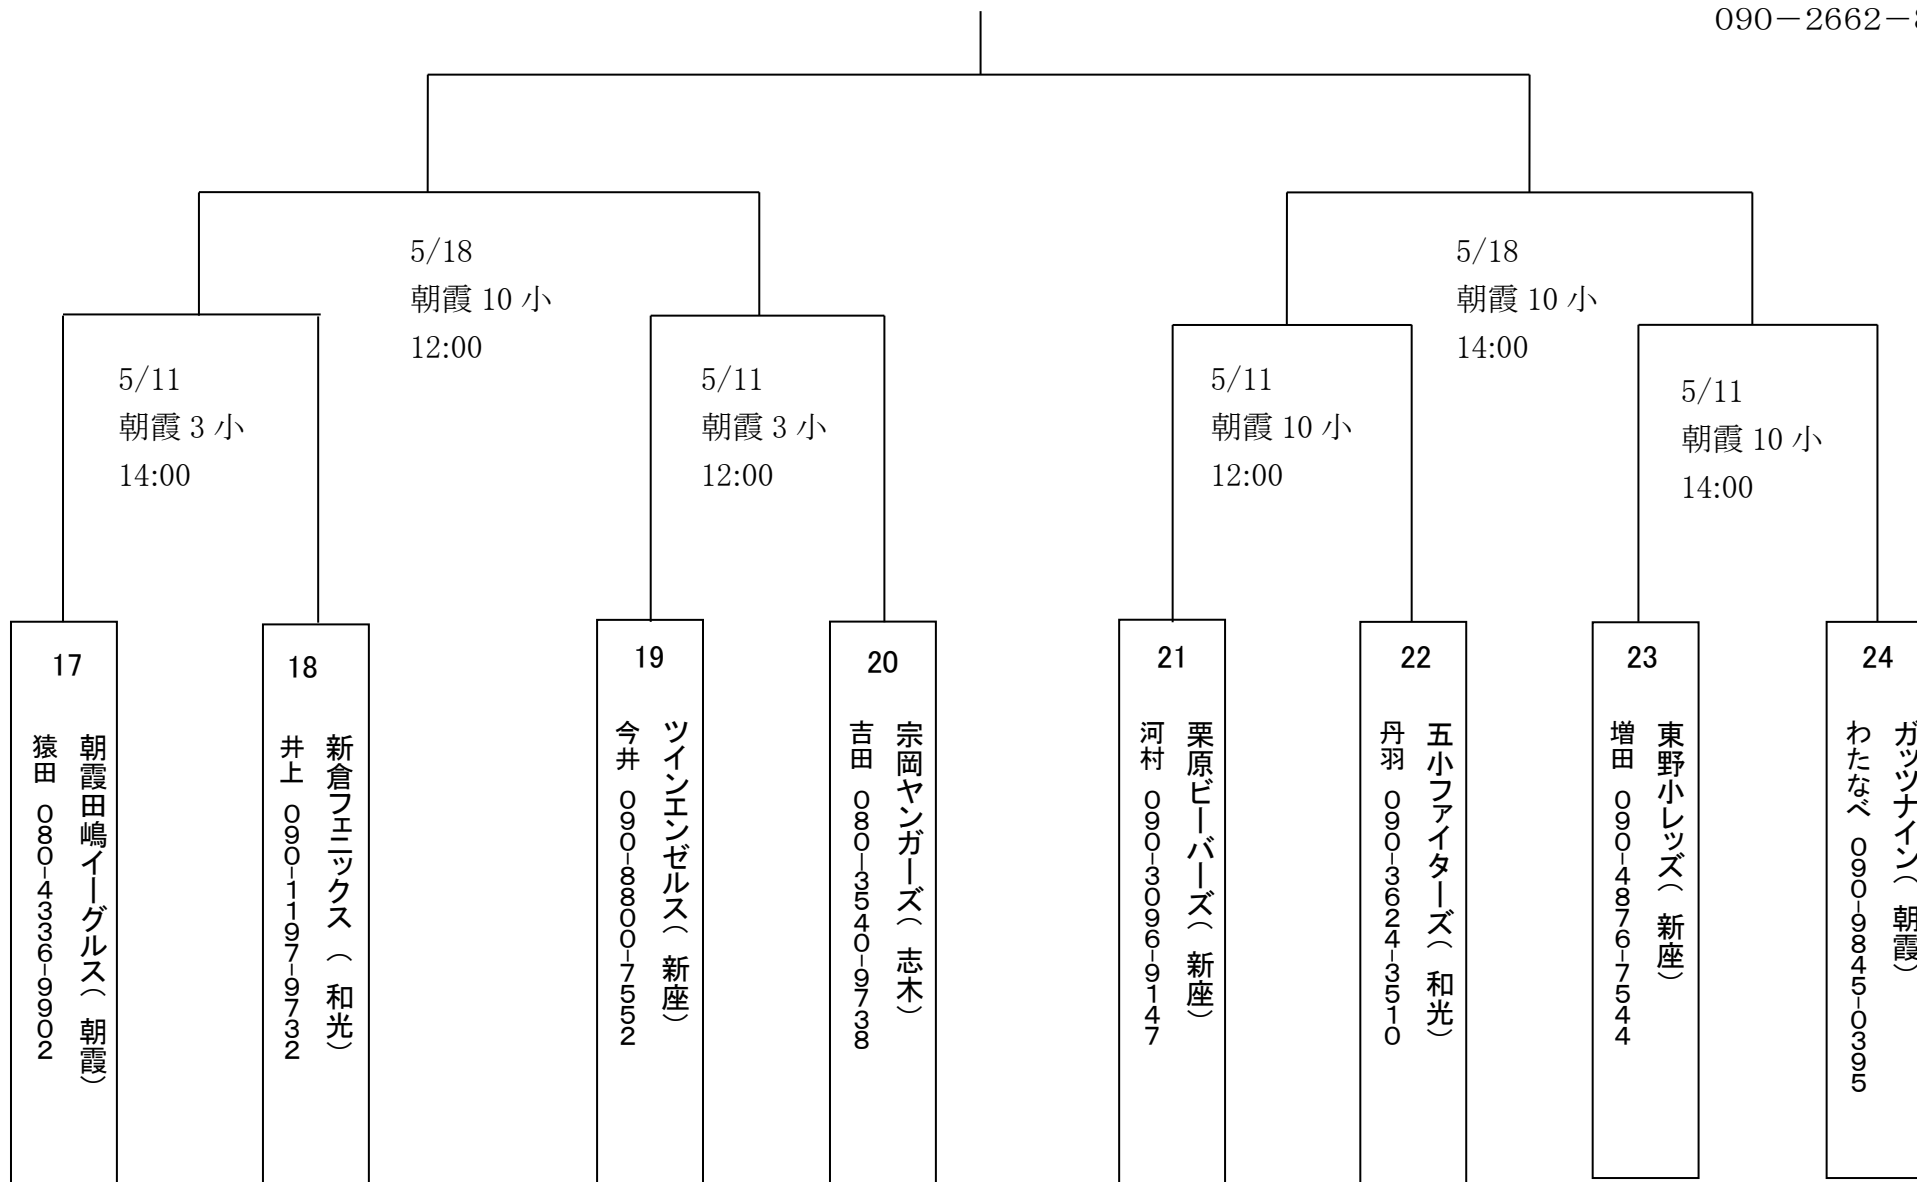 090－2662－
5/18
朝霞 10 小
12:00
5/18
朝霞 10 小
14:00
5/11
朝霞 3 小
14:00
5/11
朝霞 3 小
12:00
5/11
朝霞 10 小
12:00
5/11
朝霞 10 小
14:00
17
朝霞田嶋イーグルス（ 朝霞）
猿田 080-4336-9902
18
新倉フェニックス （ 和光）
井上 090-1197-9732
19
ツインエンゼルス（ 新座）
今井 090-8800-7552
20
宗岡ヤンガーズ（ 志木）
吉田 080-3540-9738
21
栗原ビーバーズ（ 新座）
河村 090-3096-9147
22
五小ファイターズ（ 和光）
丹羽 090-3624-3510
23
東野小レッズ（ 新座）
増田 090-4876-7544
24
ガッツナイン（ 朝霞）
わたなべ 090-9845-0395